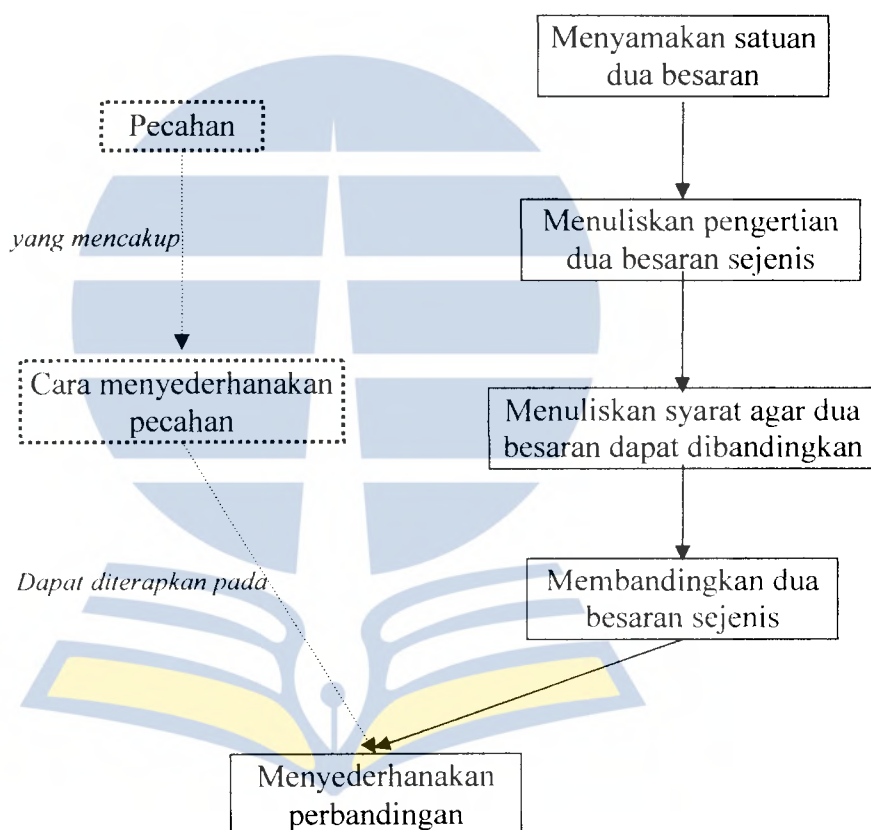 Menyamakan satuan
dua besaran
Pecahan
yang mencakup
Menuliskan pengertian
dua besaran sejenis
Cara menyederhanakan
pecahan
Menuliskan syarat agar dua
besaran dapat dibandingkan
Dapat diterapkan pada
Membandingkan dua
besaran sejenis
Menyederhanakan
perbandingan